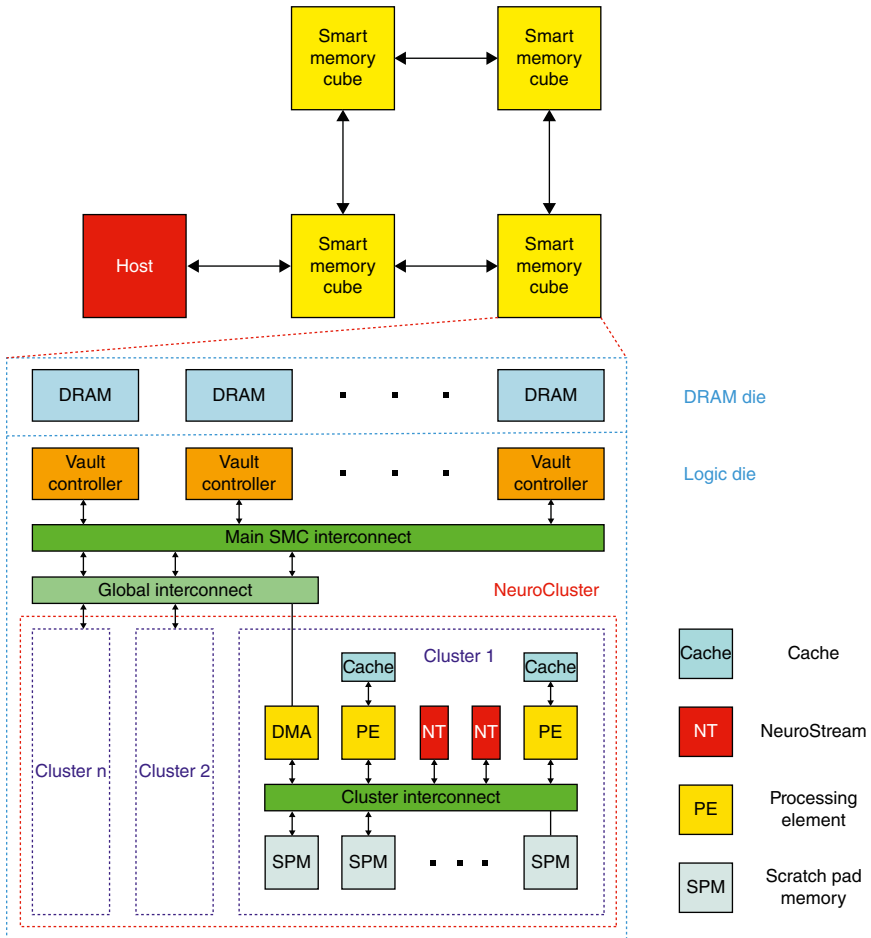 Smart
memory
cube
Smart
memory
cube
Host
Smart
memory
cube
Smart
memory
cube
DRAM
DRAM
DRAM
DRAM die
Vault
controller
Vault
controller
Vault
controller
Logic die
Main SMC interconnect
Global interconnect
NeuroCluster
Cluster n
Cluster 2
Cluster 1
Cache
Cache
DMA
PE
NT
NT
PE
Cluster interconnect
SPM
SPM
SPM
Cache
Cache
NT
NeuroStream
PE
Processing
element
SPM
Scratch pad
memory